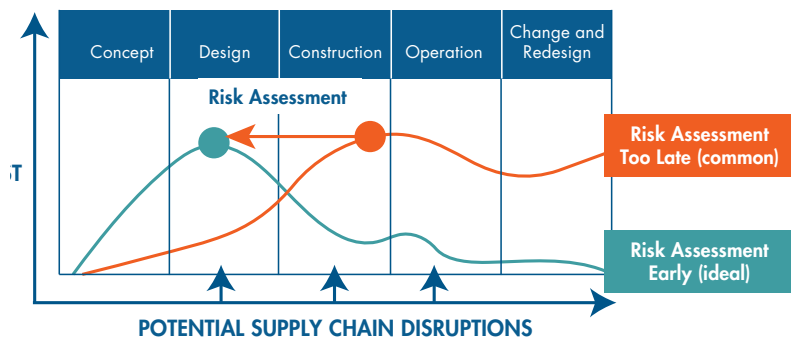 Concept
Design
Construction
Operation
Change and
Redesign
Risk Assessment
Risk Assessment
Too Late (common)
Risk Assessment
Early (ideal)
POTENTIAL SUPPLY CHAIN DISRUPTIONS